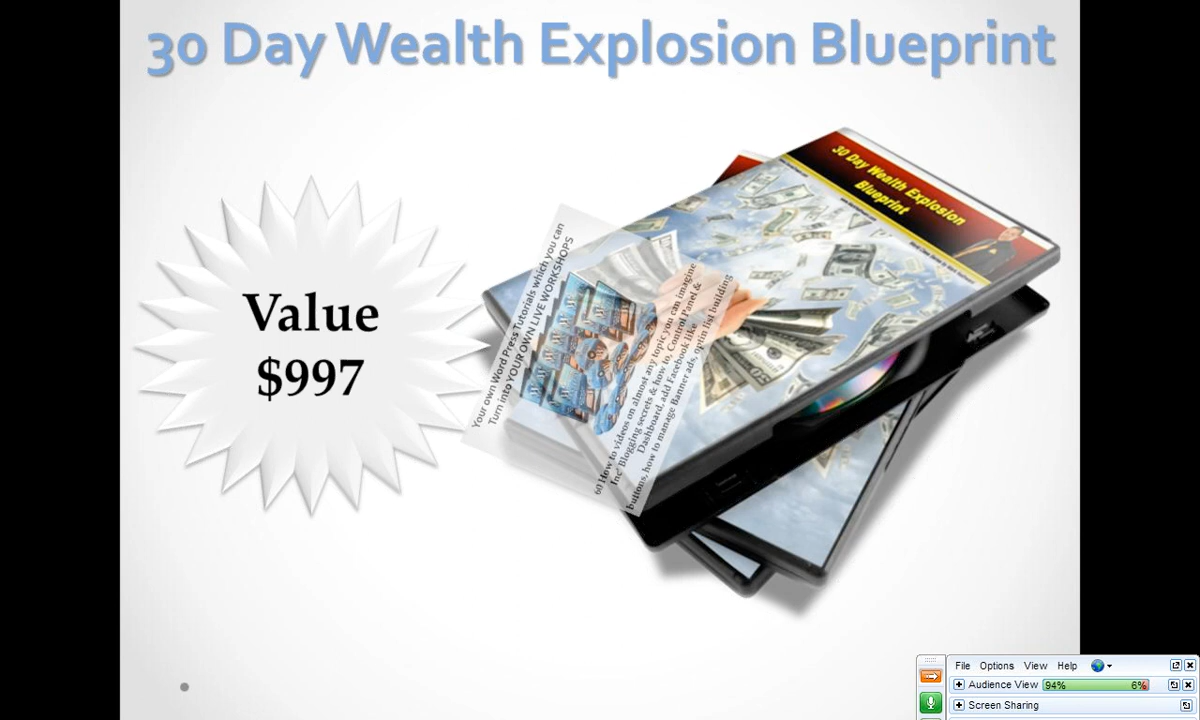 30 Day Wealth Explosion Blueprint
Value
$997
30 Day Wealth Explosion
Blueprint
Your own Word Press Tutorials which you can
Turn into YOUR OWN LIVE WORKSHOPS
60 How to videos on almost any topic you can imagine
Inc' Blogging secrets & how to, Control Panel &
Dashboard, add Facebook like
buttons, how to manage Banner ads, optin list building
File Options View Help
Audience View 94% 6%
Screen Sharing